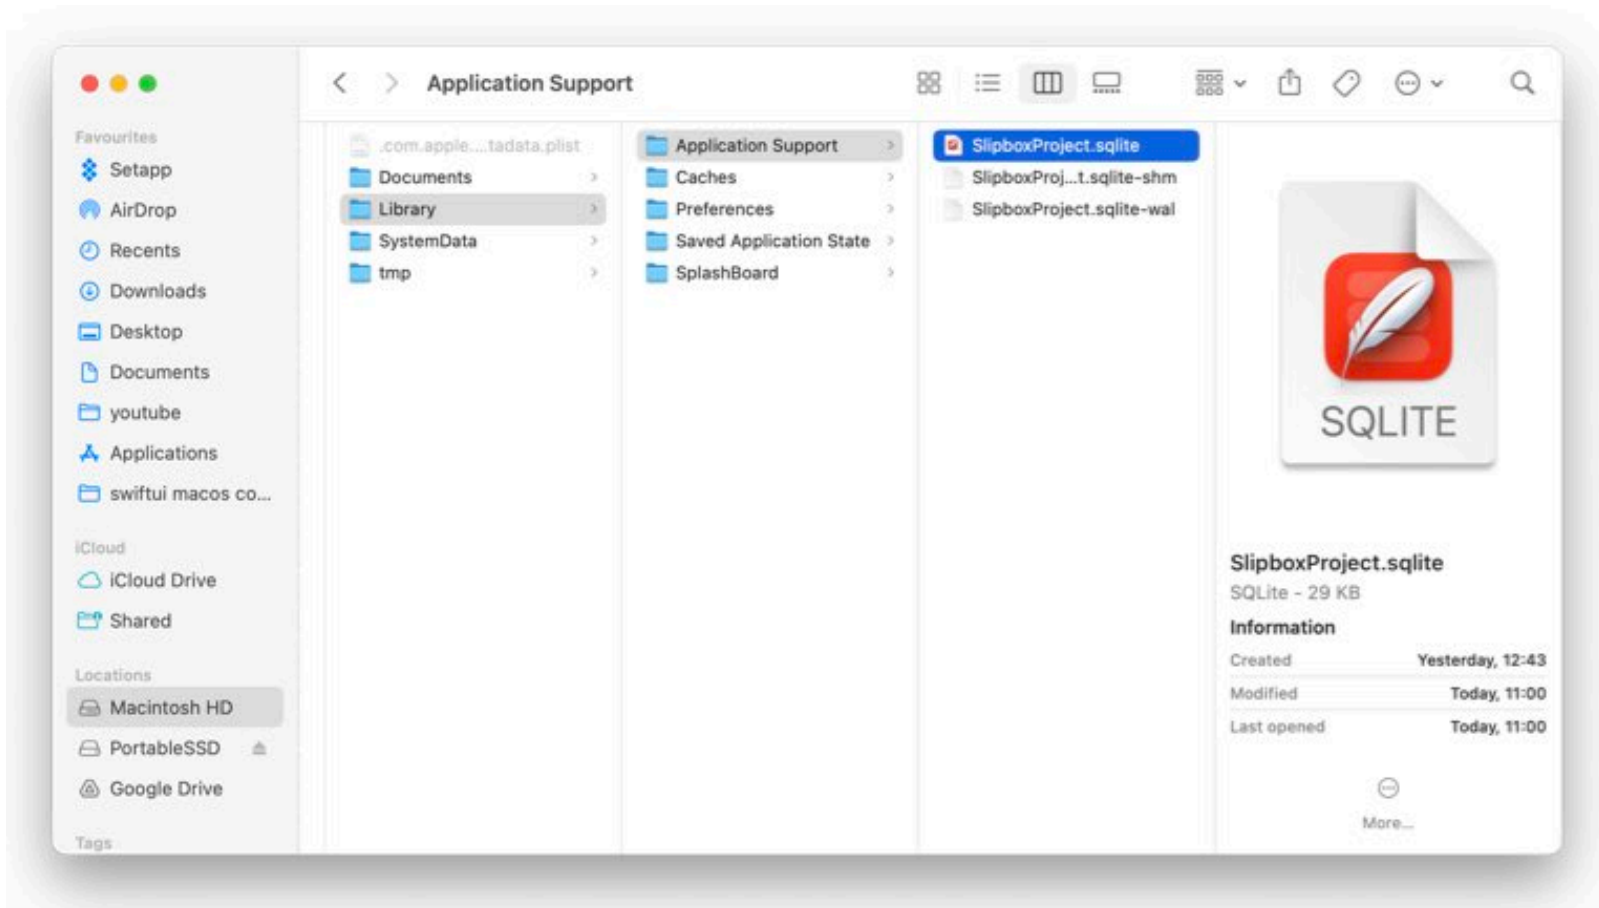 Application Support
Favourites
Setapp
AirDrop
Recents
Downloads
Desktop
Documents
youtube
Applications
swiftui macos co...
iCloud
iCloud Drive
Shared
Locations
Macintosh HD
PortableSSD
Google Drive
Tags
.com.apple....tadata.plist
Documents
Library
SystemData
tmp
Application Support
Caches
Preferences
Saved Application State
SplashBoard
SlipboxProject.sqlite
SlipboxProj...t.sqlite-shm
SlipboxProject.sqlite-wal
SQLITE
SlipboxProject.sqlite
SQLite - 29 KB
Information
Created Yesterday, 12:43
Modified Today, 11:00
Last opened Today, 11:00
More...